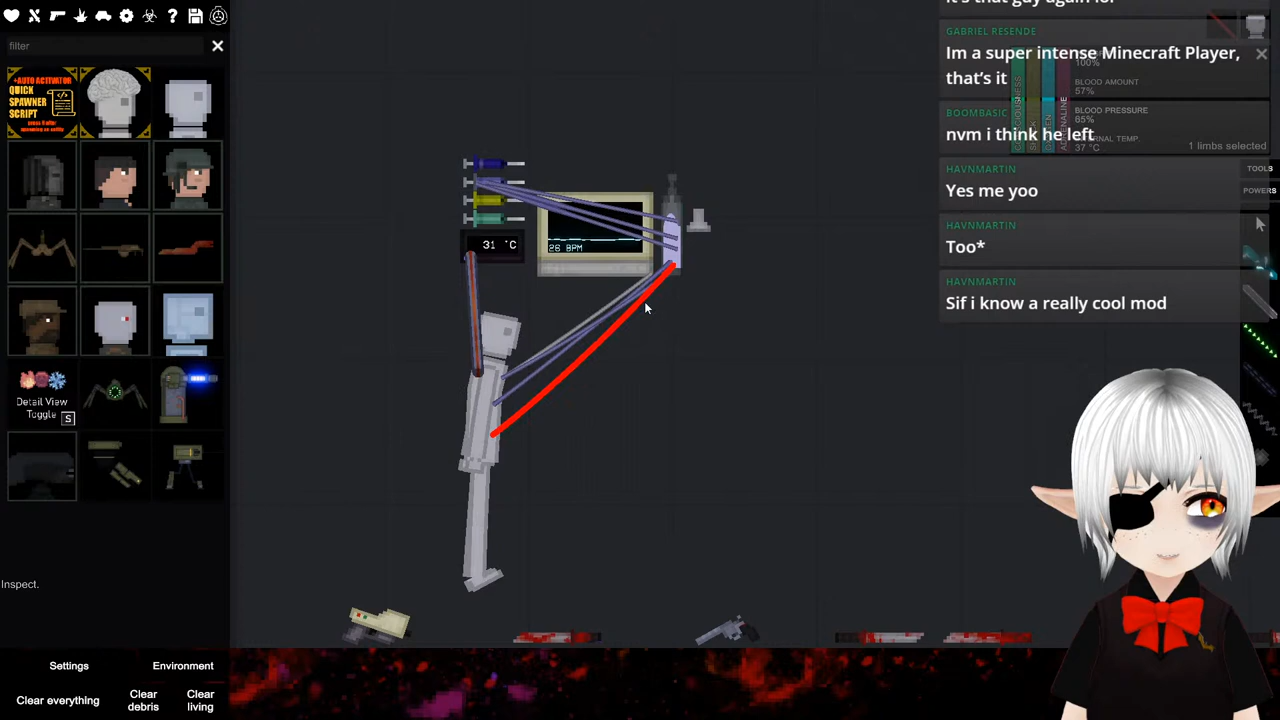 filter
+AUTO ACTIVATOR
QUICK
SPAWNER
SCRIPT
Detail View
Toggle S
Inspect.
Settings
Environment
Clear everything
Clear
debris
Clear
living
31 °C
26 BPM
it's that guy again for
GABRIEL RESENDE
Im a super intense Minecraft Player,
that's it
BOOMBASIC
nvm i think he left
HAVNMARTIN
Yes me yoo
HAVNMARTIN
Too*
HAVNMARTIN
Sif i know a really cool mod
100%
BLOOD AMOUNT
57%
BLOOD PRESSURE
65%
37 °C
1 limbs selected
ADRENALINE
TOOLS
POWERS